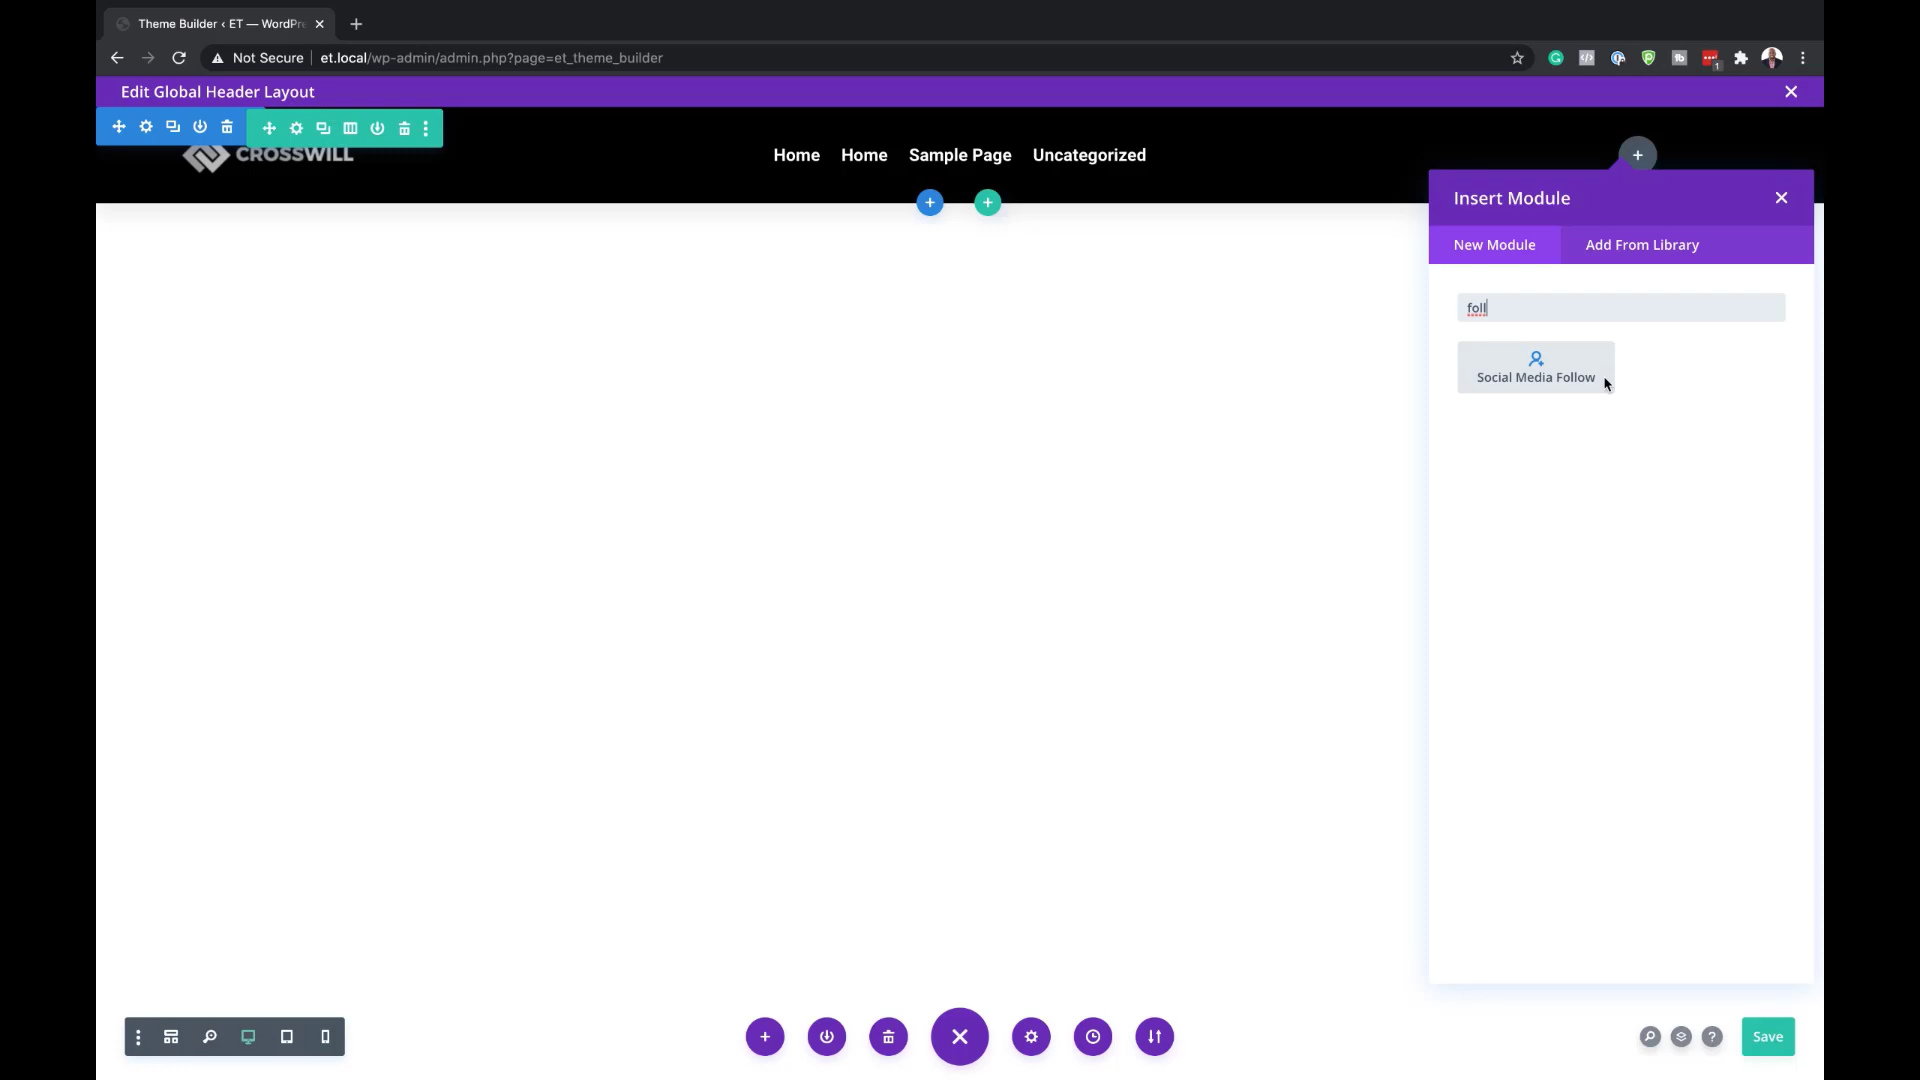 Theme Builder ‹ ET — WordPr
Not Secure
et.local/wp-admin/admin.php?page=et_theme_builder
1
Edit Global Header Layout
CROSSWILL
Home Home Sample Page Uncategorized
Insert Module
New Module Add From Library
foll
Social Media Follow
Save